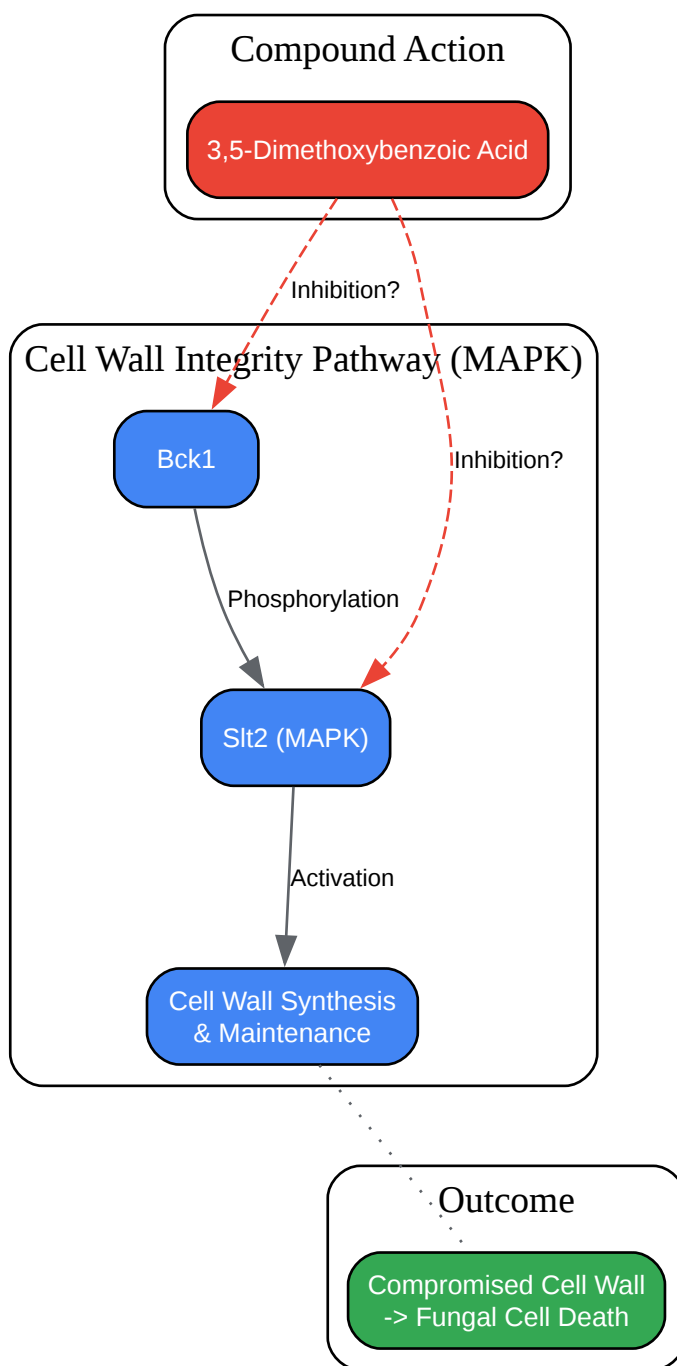 Compound Action
3,5-Dimethoxybenzoic Acid
Inhibition?
Cell Wall Integrity Pathway (MAPK)
Bck1
Inhibition?
Phosphorylation
Slt2 (MAPK)
Activation
Cell Wall Synthesis
& Maintenance
Outcome
Compromised Cell Wall
-> Fungal Cell Death